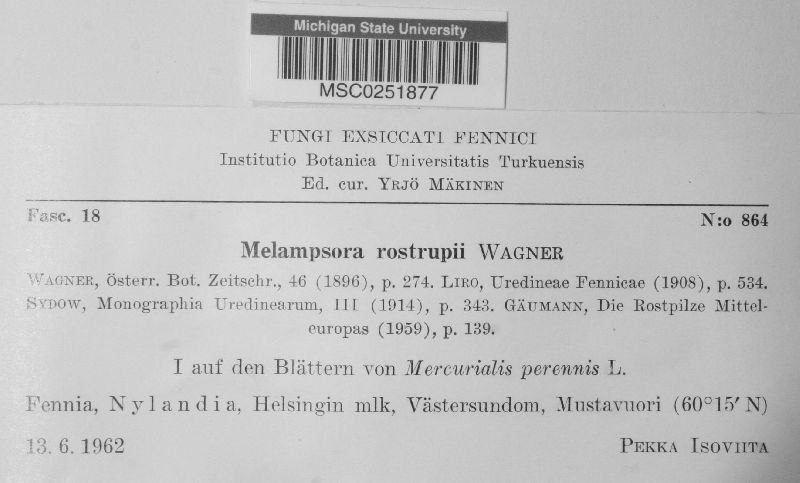 Michigan State University
MSC0251877
FUNGI EXSICCATI FENNICI
Institutio Botanica Universitatis Turkuensis
Ed. cur. YRJÖ MÄKINEN
Fasc. 18 N:o 864
Melampsora rostrupii WAGNER
WAGNER, österr. Bot. Zeitschr., 46 (1896), p. 274. LIRO, Uredineae Fennicae (1908), p. 534.
SYDOW, Monographia Uredinearum, III (1914), p. 343. GÄUMANN, Die Rostpilze Mittel-
europas (1959), p. 139.
I auf den Blättern von Mercurialis perennis L.
Fennia, Nylandia, Helsingin mlk, Västersundom, Mustavuori (60°15′ N)
13. 6. 1962 PEKKA ISOVIITA